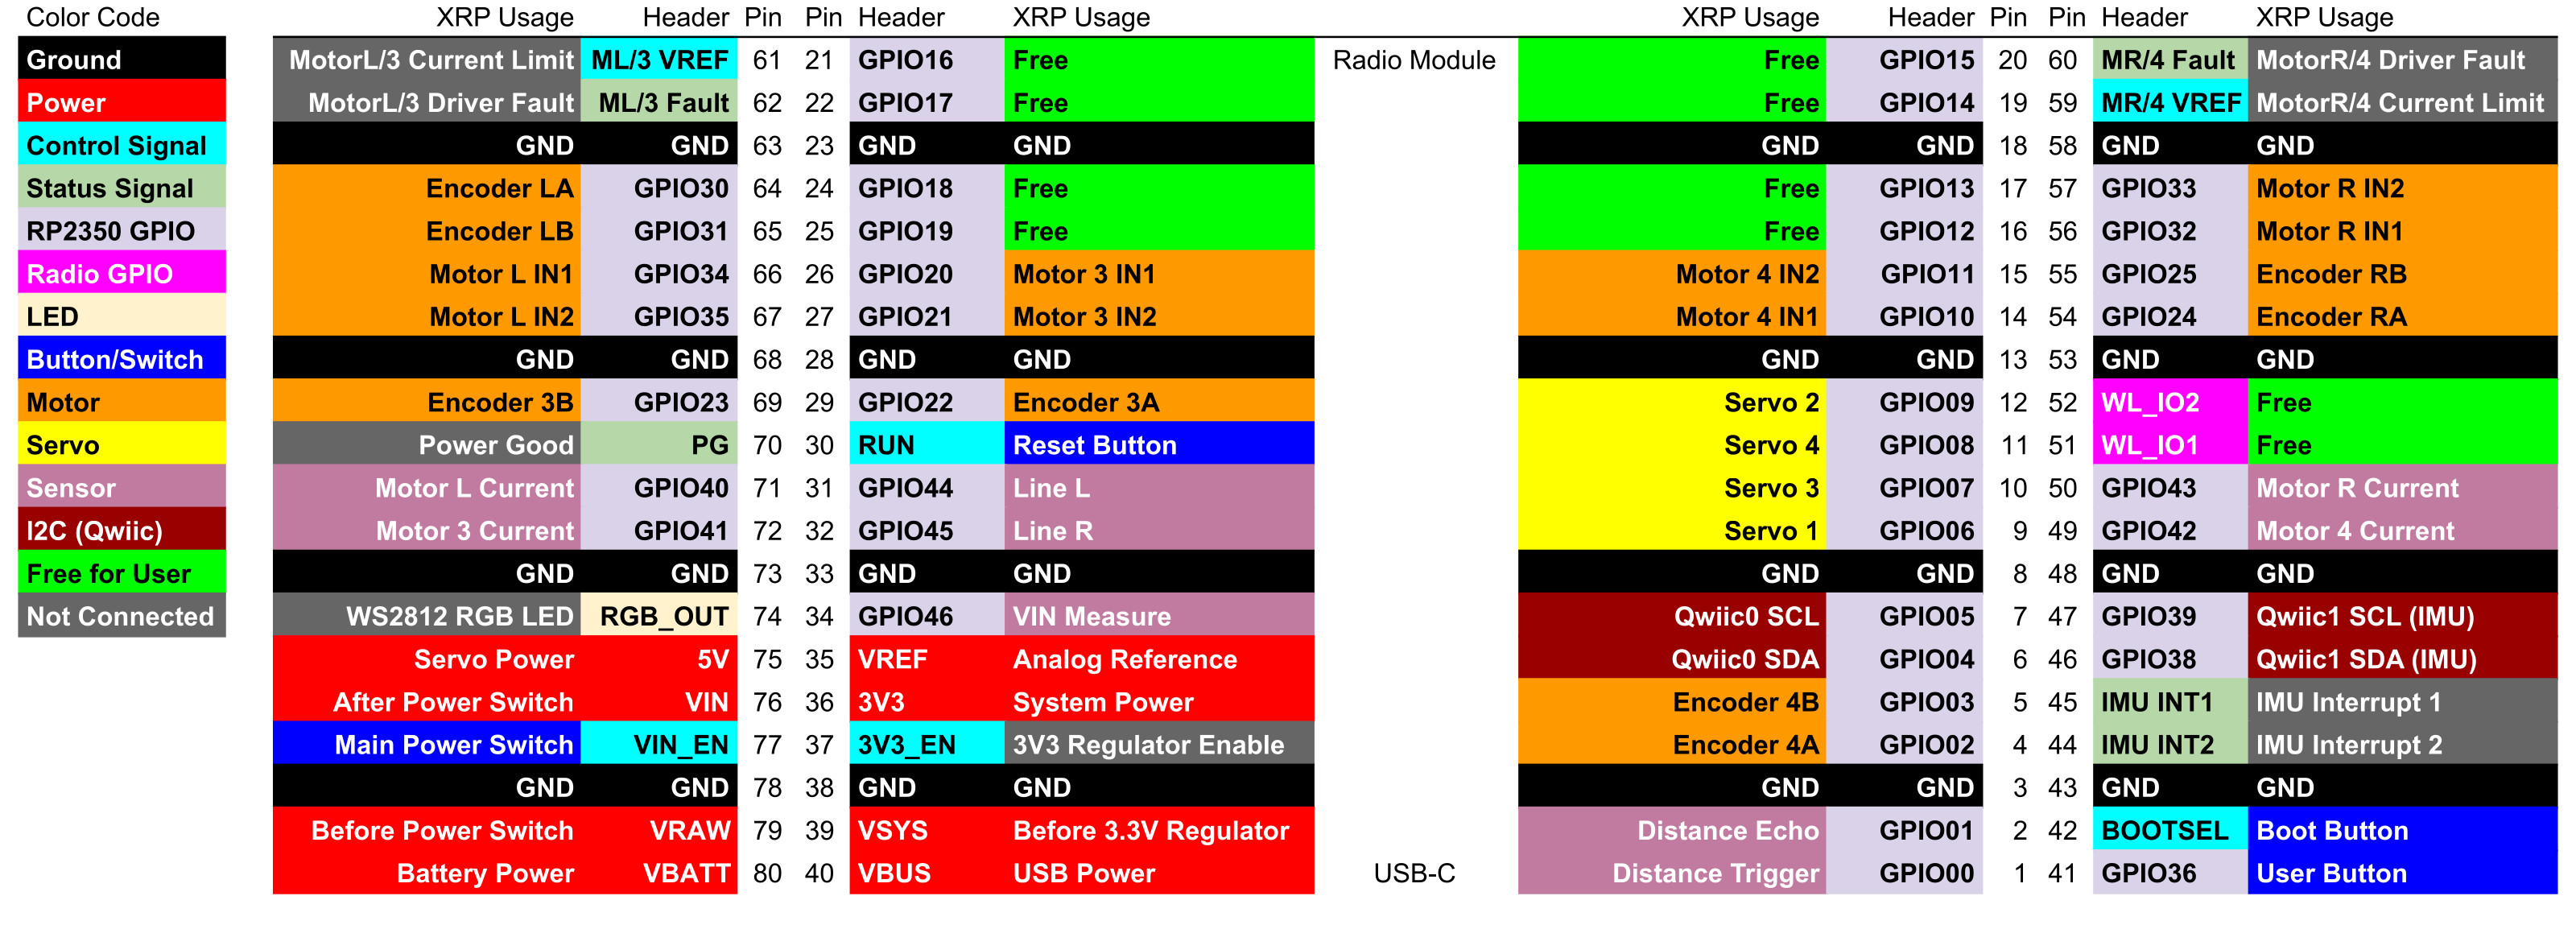 Color Code XRP Usage Header Pin Pin Header XRP Usage XRP Usage Header Pin Pin Header XRP Usage
Ground MotorL/3 Current Limit ML/3 VREF 61 21 GPIO16 Free Radio Module Free GPIO15 20 60 MR/4 Fault MotorR/4 Driver Fault
Power MotorL/3 Driver Fault ML/3 Fault 62 22 GPIO17 Free Free GPIO14 19 59 MR/4 VREF MotorR/4 Current Limit
Control Signal GND GND 63 23 GND GND GND GND 18 58 GND GND
Status Signal Encoder LA GPIO30 64 24 GPIO18 Free Free GPIO13 17 57 GPIO33 Motor R IN2
RP2350 GPIO Encoder LB GPIO31 65 25 GPIO19 Free Free GPIO12 16 56 GPIO32 Motor R IN1
Radio GPIO Motor L IN1 GPIO34 66 26 GPIO20 Motor 3 IN1 Motor 4 IN2 GPIO11 15 55 GPIO25 Encoder RB
LED Motor L IN2 GPIO35 67 27 GPIO21 Motor 3 IN2 Motor 4 IN1 GPIO10 14 54 GPIO24 Encoder RA
Button/Switch GND GND 68 28 GND GND GND GND 13 53 GND GND
Motor Encoder 3B GPIO23 69 29 GPIO22 Encoder 3A Servo 2 GPIO09 12 52 WL_IO2 Free
Servo Power Good PG 70 30 RUN Reset Button Servo 4 GPIO08 11 51 WL_IO1 Free
Sensor Motor L Current GPIO40 71 31 GPIO44 Line L Servo 3 GPIO07 10 50 GPIO43 Motor R Current
I2C (Qwiic) Motor 3 Current GPIO41 72 32 GPIO45 Line R Servo 1 GPIO06 9 49 GPIO42 Motor 4 Current
Free for User GND GND 73 33 GND GND GND GND 8 48 GND GND
Not Connected WS2812 RGB LED RGB_OUT 74 34 GPIO46 VIN Measure Qwiic0 SCL GPIO05 7 47 GPIO39 Qwiic1 SCL (IMU)
Servo Power 5V 75 35 VREF Analog Reference Qwiic0 SDA GPIO04 6 46 GPIO38 Qwiic1 SDA (IMU)
After Power Switch VIN 76 36 3V3 System Power Encoder 4B GPIO03 5 45 IMU INT1 IMU Interrupt 1
Main Power Switch VIN_EN 77 37 3V3_EN 3V3 Regulator Enable Encoder 4A GPIO02 4 44 IMU INT2 IMU Interrupt 2
GND GND 78 38 GND GND GND GND 3 43 GND GND
Before Power Switch VRAW 79 39 VSYS Before 3.3V Regulator Distance Echo GPIO01 2 42 BOOTSEL Boot Button
Battery Power VBATT 80 40 VBUS USB Power USB-C Distance Trigger GPIO00 1 41 GPIO36 User Button